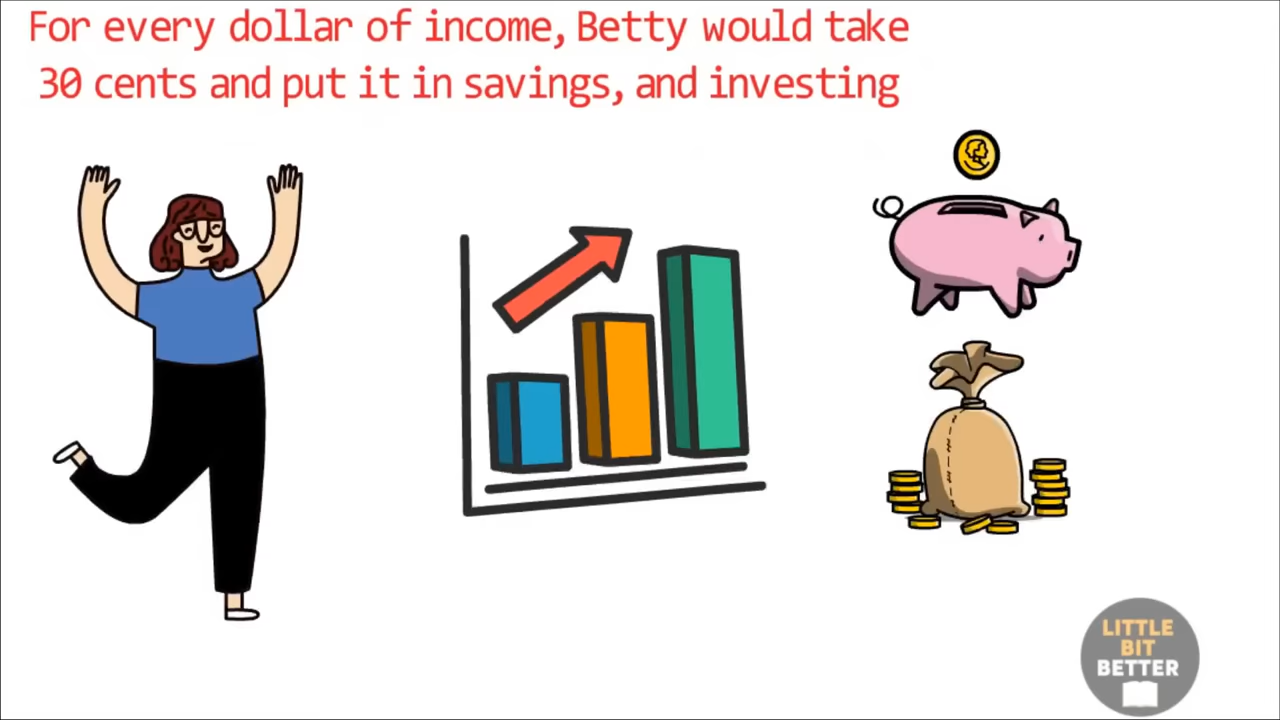 For every dollar of income, Betty would take
30 cents and put it in savings, and investing
LITTLE
BIT
BETTER